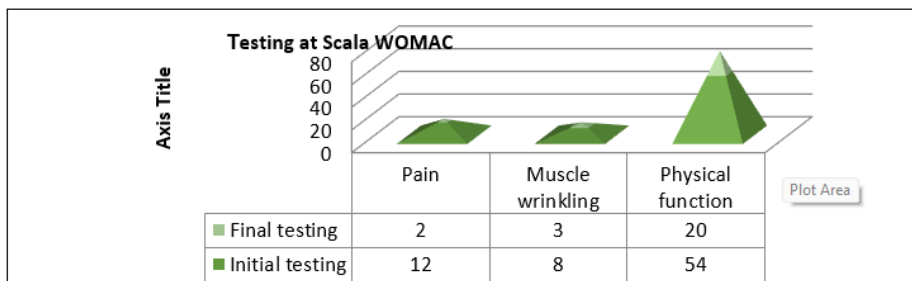 Testing at Scala WOMAC
Axis Title
80
60
40
20
0
Pain
Muscle
wrinkling
Physical
function
Plot Area
Final testing 2 3 20
Initial testing 12 8 54